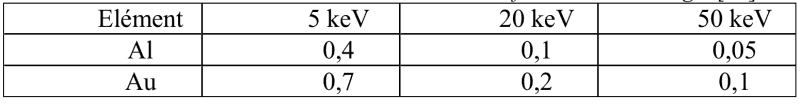 Elément 5 keV 20 keV 50 keV
Al 0,4 0,1 0,05
Au 0,7 0,2 0,1